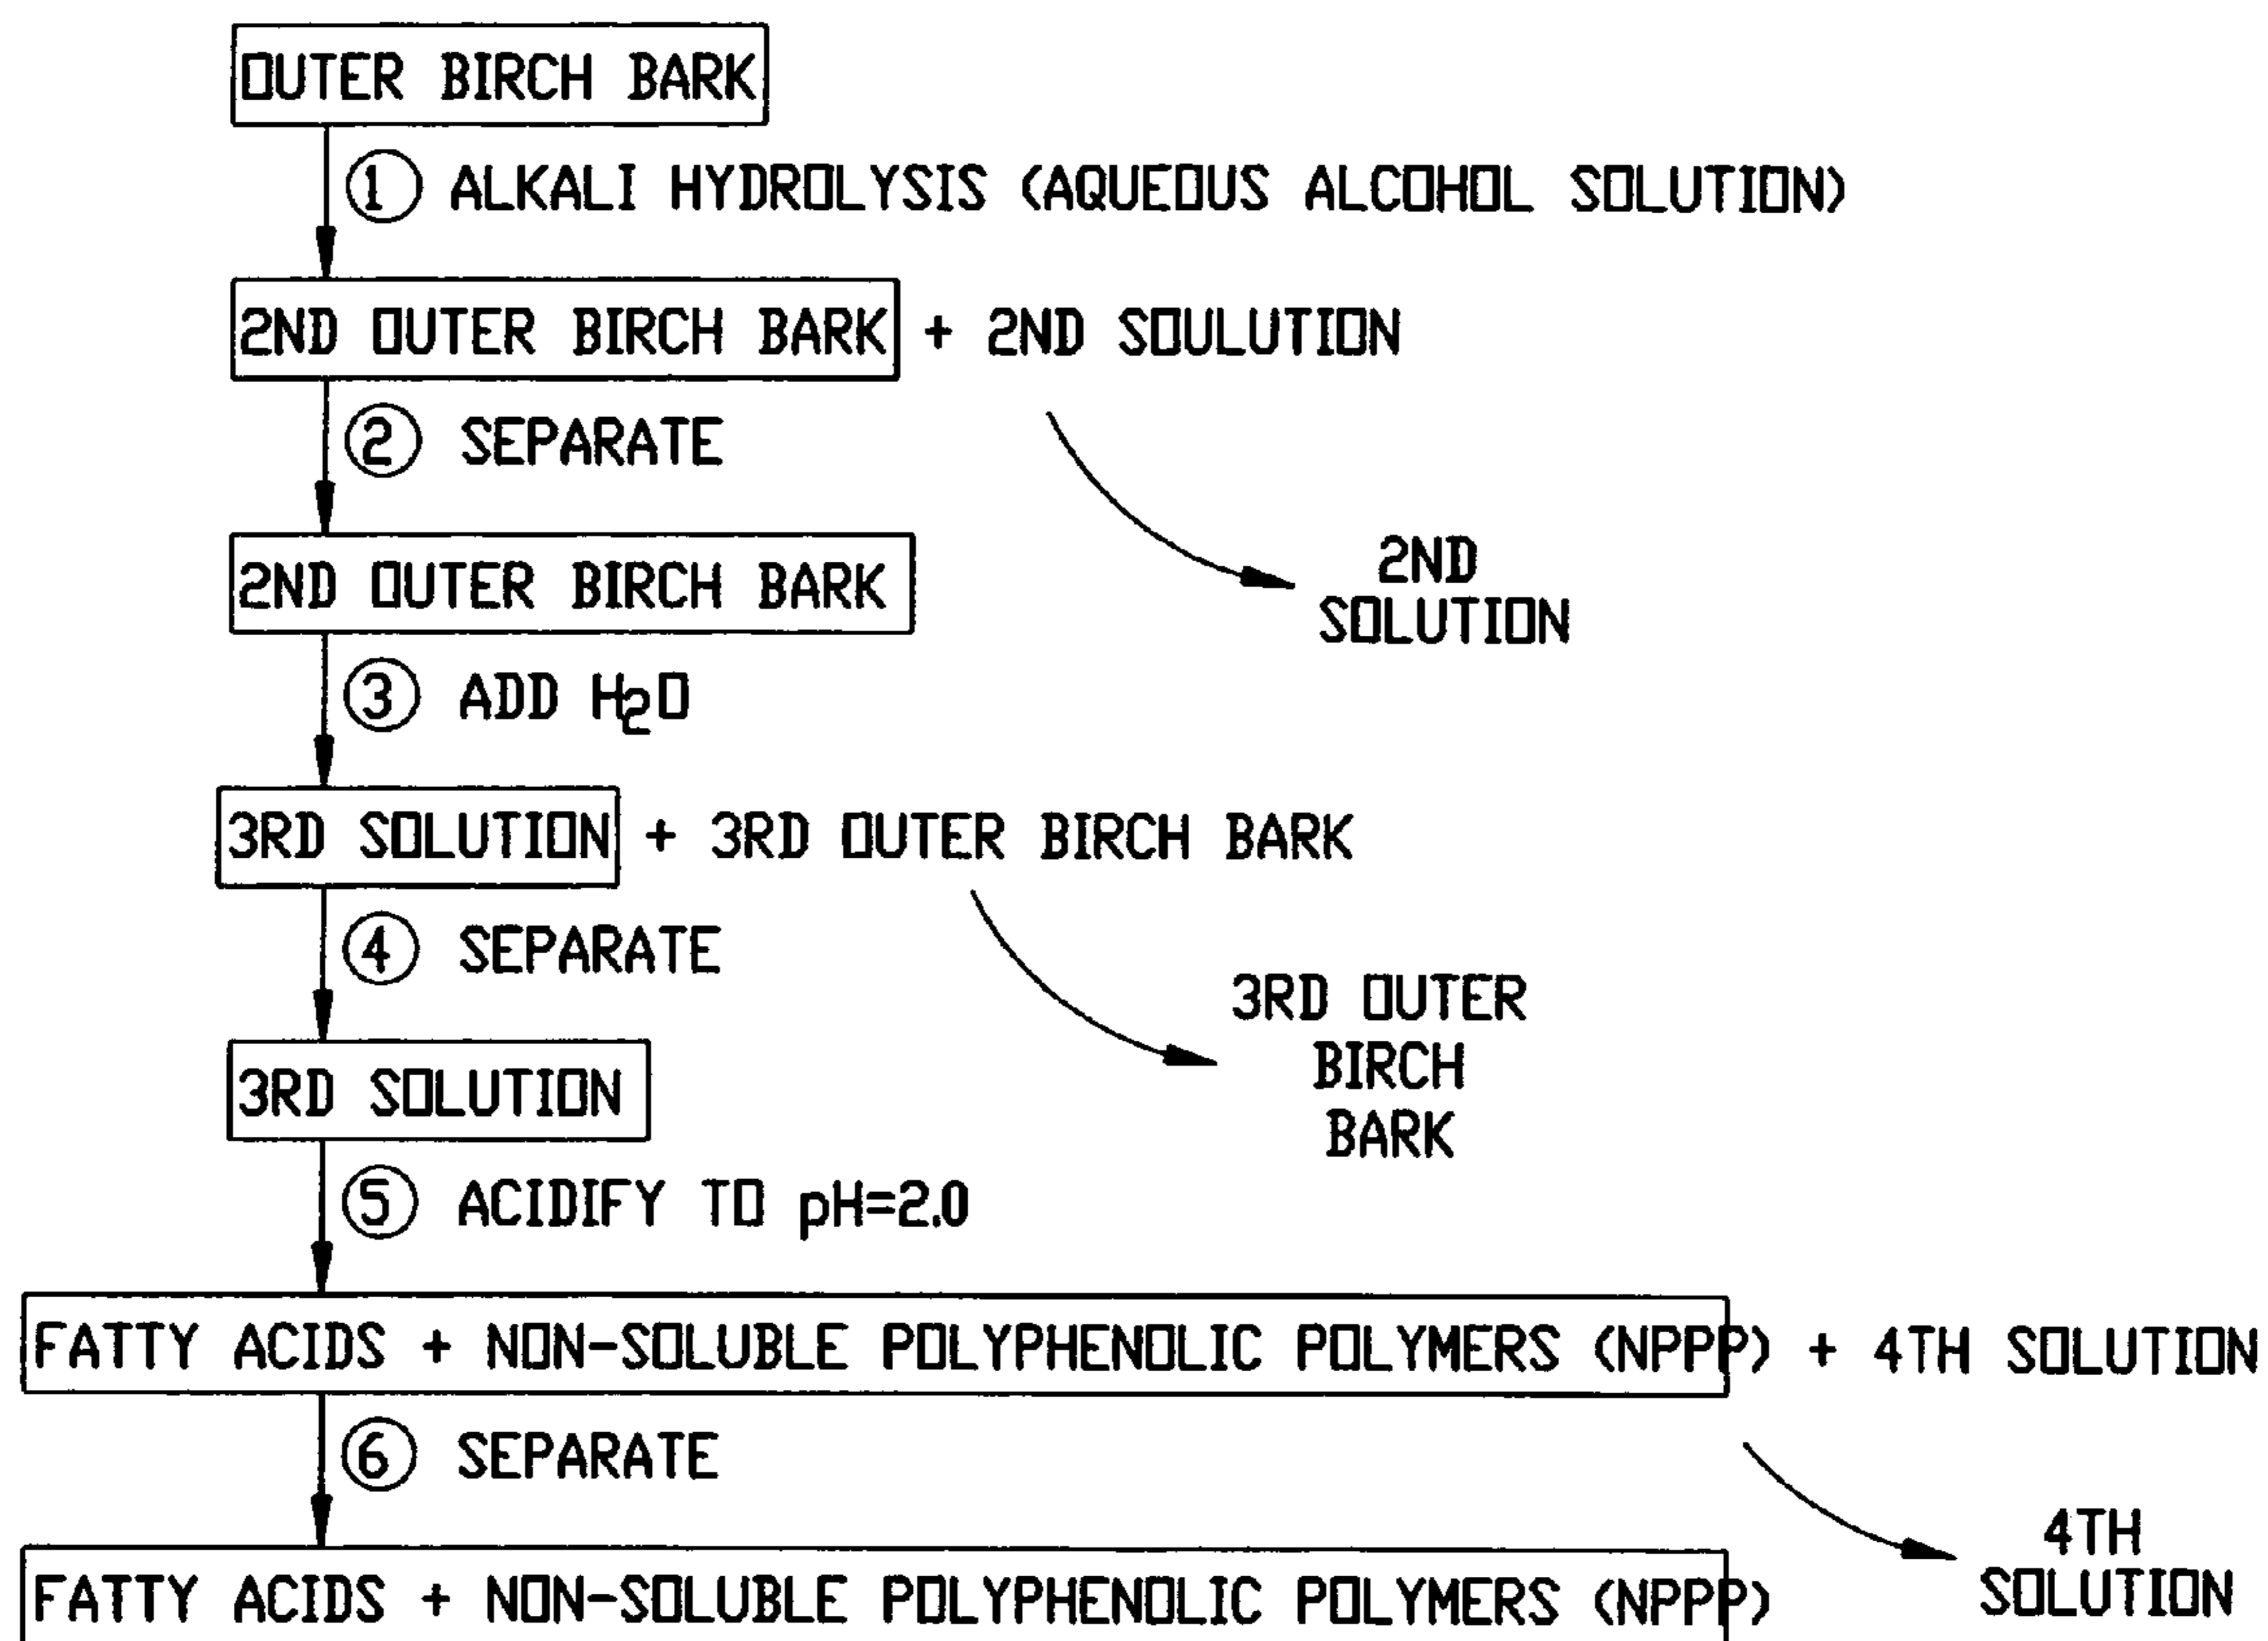 OUTER BIRCH BARK
1 ALKALI HYDROLYSIS (AQUEOUS ALCOHOL SOLUTION)
2ND OUTER BIRCH BARK + 2ND SOULUTION
2 SEPARATE
2ND OUTER BIRCH BARK
2ND
SOLUTION
3 ADD H₂O
3RD SOLUTION + 3RD OUTER BIRCH BARK
4 SEPARATE
3RD OUTER
BIRCH
BARK
3RD SOLUTION
5 ACIDIFY TO pH=2.0
FATTY ACIDS + NON-SOLUBLE POLYPHENOLIC POLYMERS (NPPP) + 4TH SOLUTION
6 SEPARATE
4TH
SOLUTION
FATTY ACIDS + NON-SOLUBLE POLYPHENOLIC POLYMERS (NPPP)